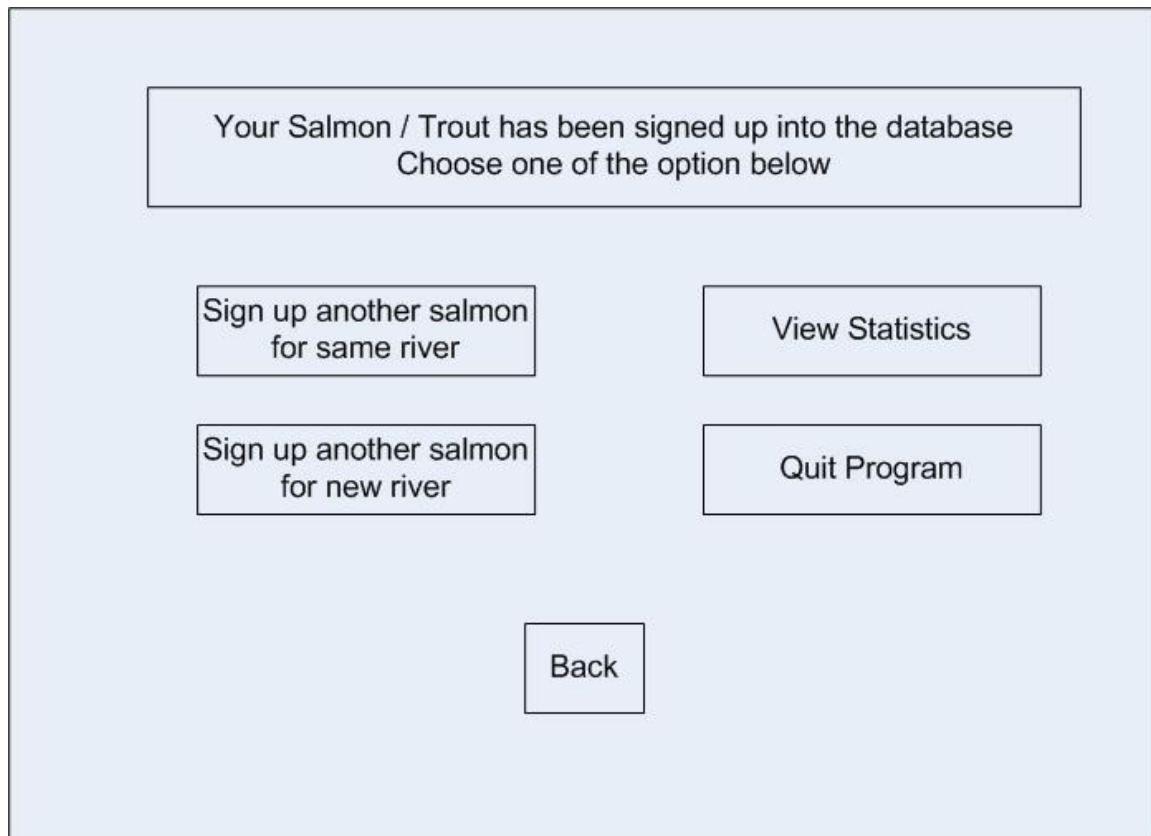 Your Salmon / Trout has been signed up into the database
Choose one of the option below
Sign up another salmon
for same river
View Statistics
Sign up another salmon
for new river
Quit Program
Back